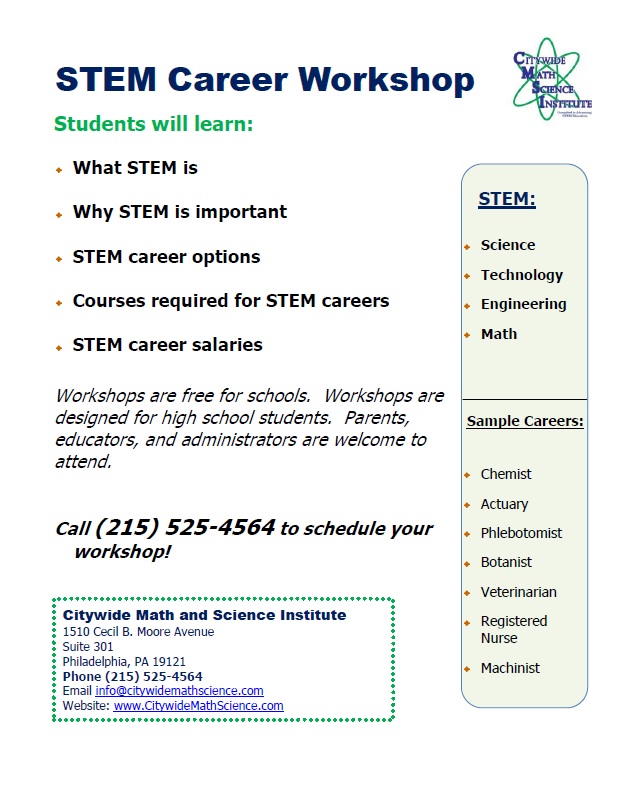 STEM Career Workshop
CITYWIDE
MATH
SCIENCE
INSTITUTE
Students will learn:
What STEM is
Why STEM is important
STEM career options
Courses required for STEM careers
STEM career salaries
Workshops are free for schools.  Workshops are
designed for high school students.  Parents,
educators, and administrators are welcome to
attend.
Call (215) 525-4564 to schedule your
workshop!
Citywide Math and Science Institute
1510 Cecil B. Moore Avenue
Suite 301
Philadelphia, PA 19121
Phone (215) 525-4564
Email info@citywidemathscience.com
Website: www.CitywideMathScience.com
STEM:
Science
Technology
Engineering
Math
Sample Careers:
Chemist
Actuary
Phlebotomist
Botanist
Veterinarian
Registered
Nurse
Machinist